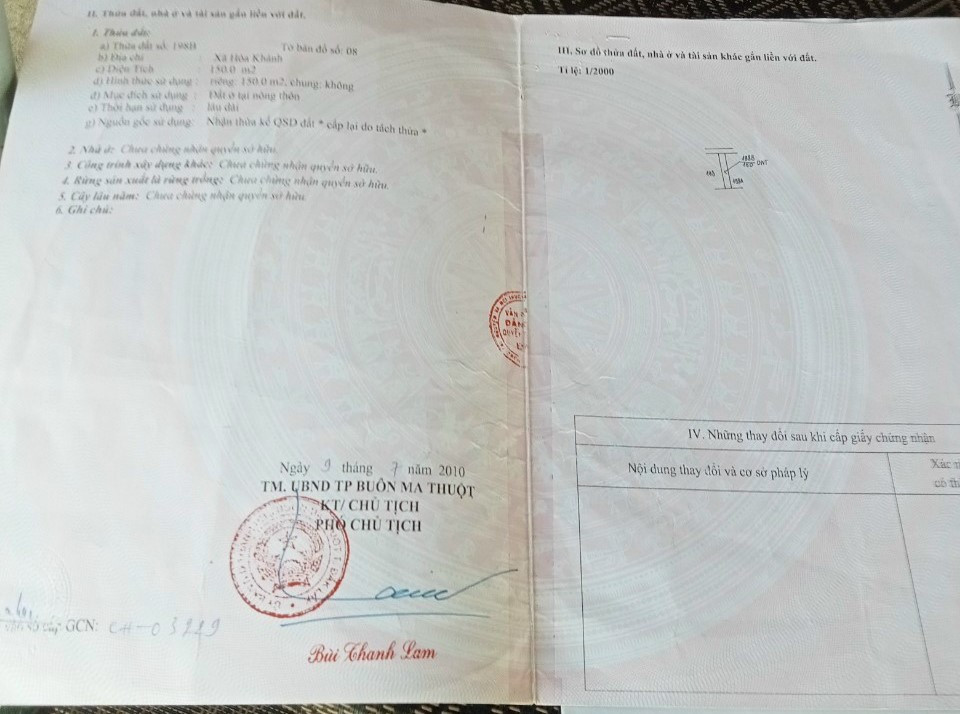 II. Thửa đất, nhà ở và tài sản gắn liền với đất.
1. Thửa đất:
a) Thửa đất số: 198H Tờ bản đồ số: 08
b) Địa chỉ : Xã Hòa Khánh
c) Diện Tích : 150.0 m2
d) Hình thức sử dụng : riêng: 150.0 m2, chung: không
đ) Mục đích sử dụng : Đất ở tại nông thôn
e) Thời hạn sử dụng : lâu dài
g) Nguồn gốc sử dụng: Nhận thừa kế QSD đất * cấp lại do tách thửa *
2. Nhà ở: Chưa chứng nhận quyền sở hữu.
3. Công trình xây dựng khác: Chưa chứng nhận quyền sở hữu.
4. Rừng sản xuất là rừng trồng: Chưa chứng nhận quyền sở hữu.
5. Cây lâu năm: Chưa chứng nhận quyền sở hữu.
6. Ghi chú:
Ngày 9 tháng 7 năm 2010
TM. UBND TP BUÔN MA THUỘT
KT/ CHỦ TỊCH
PHÓ CHỦ TỊCH
GCN: CH-03229
Bùi Thanh Lam
III. Sơ đồ thửa đất, nhà ở và tài sản khác gắn liền với đất.
Tỉ lệ: 1/2000
ONT
IV. Những thay đổi sau khi cấp giấy chứng nhận
Nội dung thay đổi và cơ sở pháp lý
Xác
có